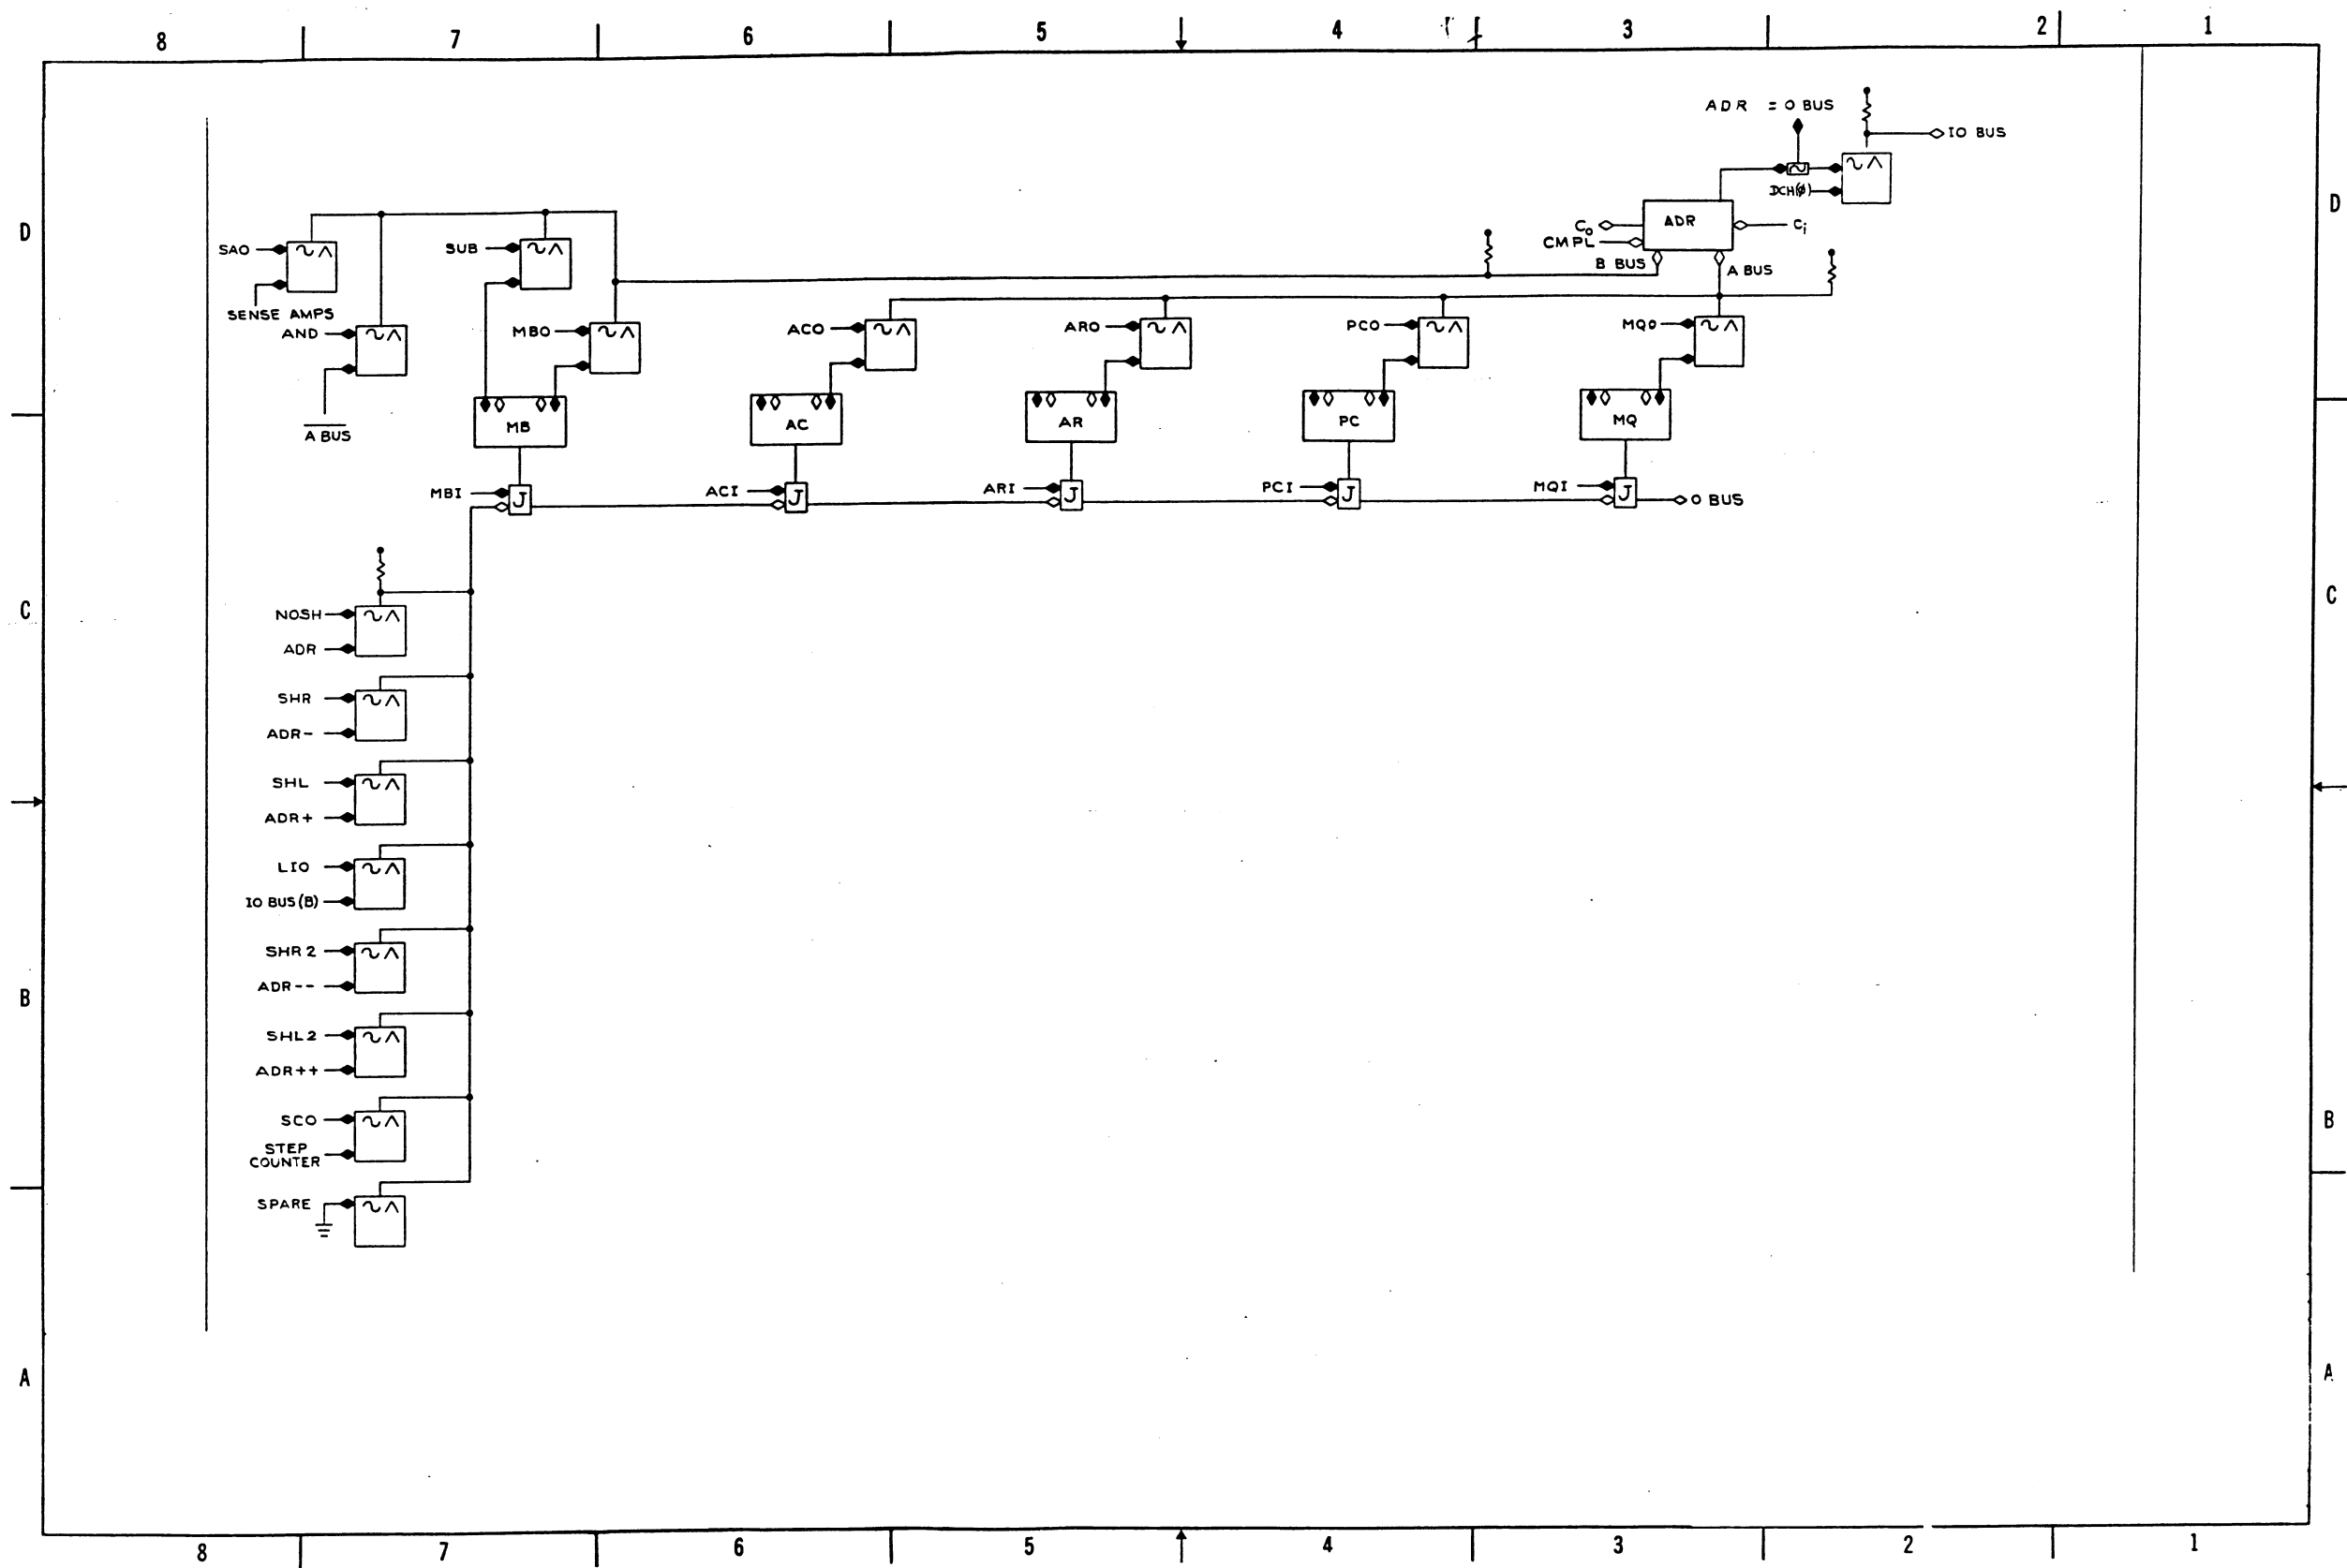 8 7 6 5 4 3 2 1
ADR = O BUS
IO BUS
DCH(Ø)
D
D
SAO
SUB
C₀
ADR
Cᵢ
CMPL
B BUS
A BUS
SENSE AMPS
AND
MBO
ACO
ARO
PCO
MQO
A̅ ̅B̅U̅S̅
MB
AC
AR
PC
MQ
MBI
J
ACI
J
ARI
J
PCI
J
MQI
J
O BUS
C
C
NOSH
ADR
SHR
ADR-
SHL
ADR+
LIO
IO BUS(B)
SHR 2
B
ADR--
SHL2
ADR++
SCO
B
STEP
COUNTER
SPARE
A
A
8 7 6 5 4 3 2 1